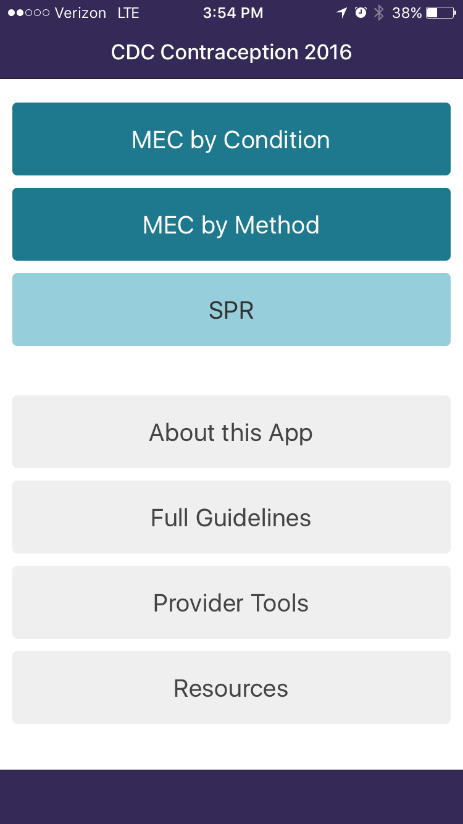 Verizon LTE 3:54 PM 38%
CDC Contraception 2016
MEC by Condition
MEC by Method
SPR
About this App
Full Guidelines
Provider Tools
Resources